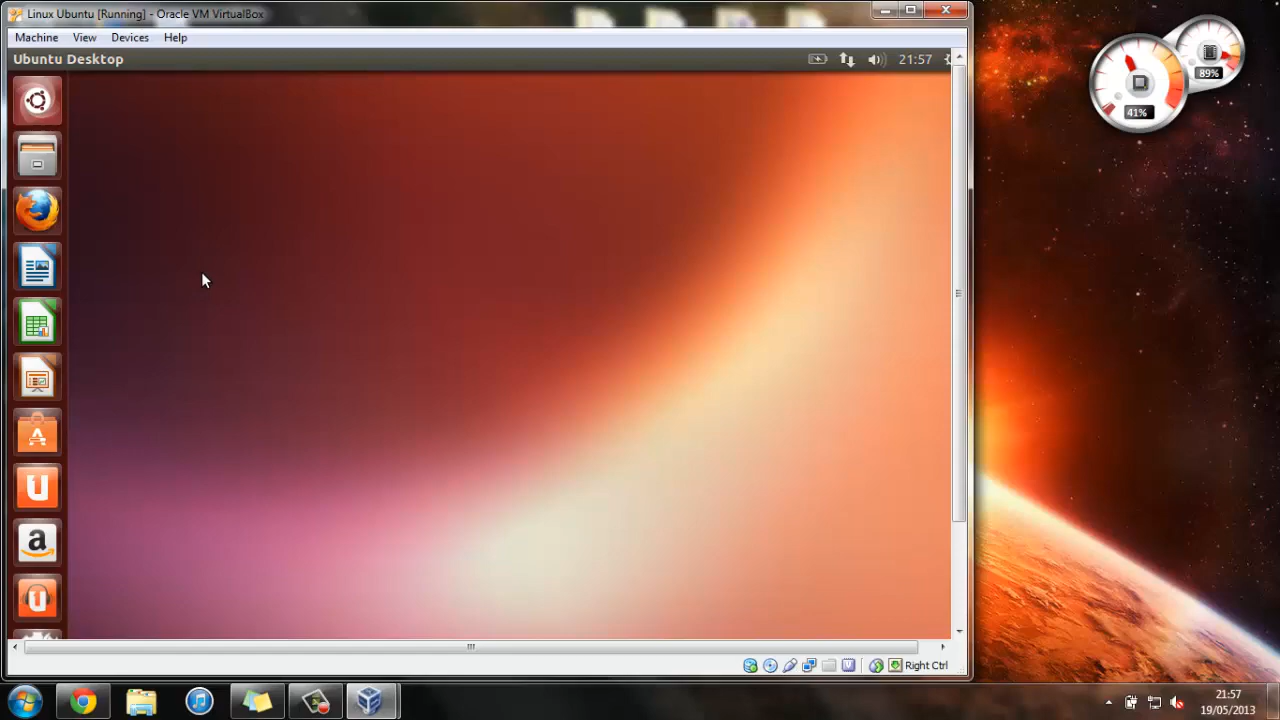 Linux Ubuntu [Running] - Oracle VM VirtualBox
Machine View Devices Help
Ubuntu Desktop 21:57
89%
41%
Right Ctrl
21:57
19/05/2013